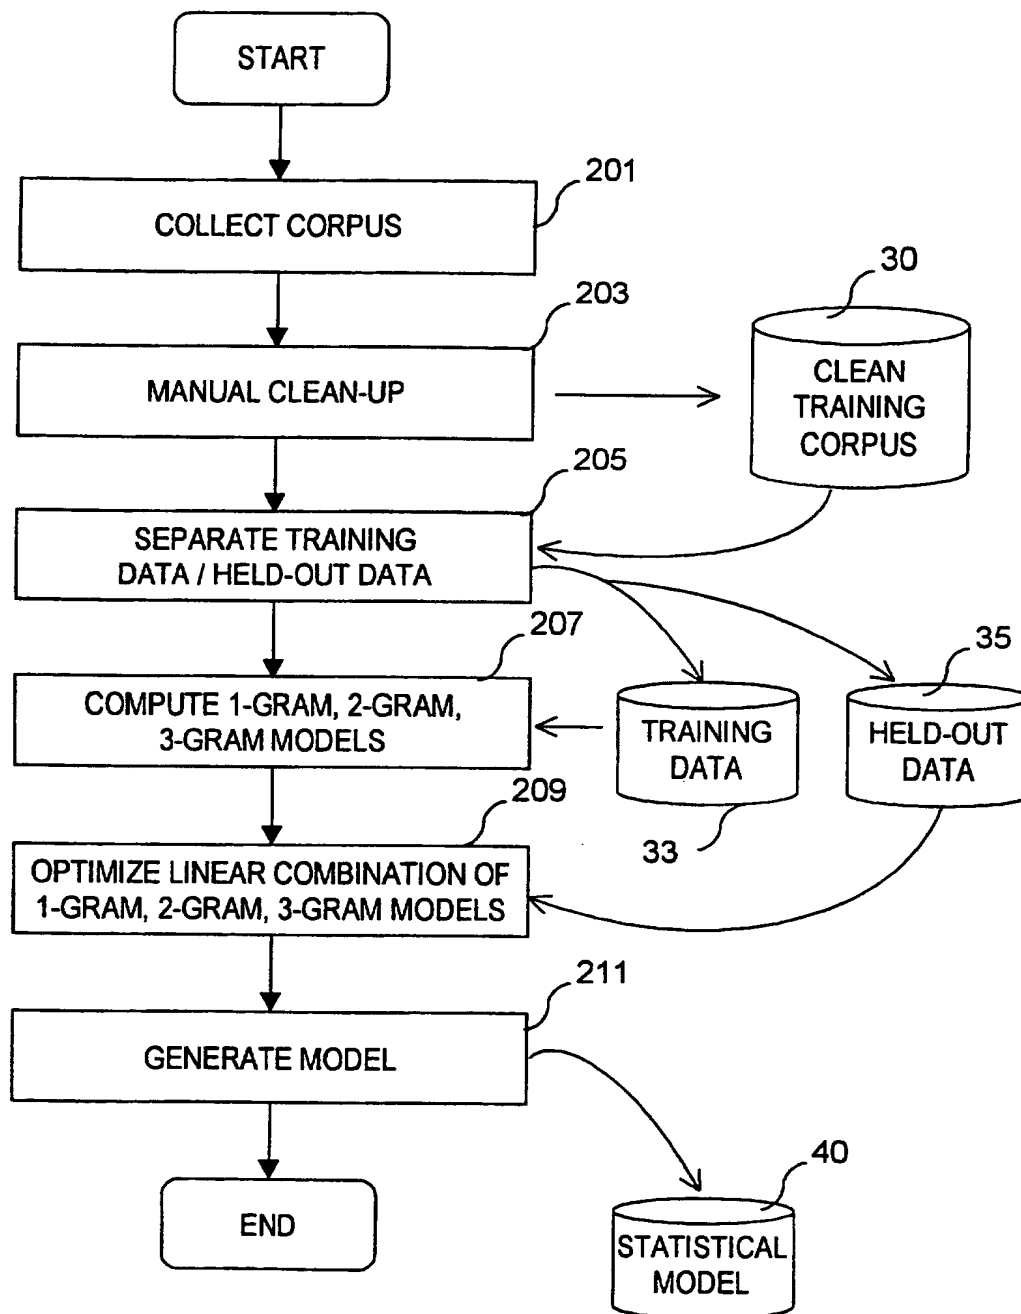 START
201
COLLECT CORPUS
30
203
CLEAN
TRAINING
CORPUS
MANUAL CLEAN-UP
205
SEPARATE TRAINING
DATA / HELD-OUT DATA
207
35
COMPUTE 1-GRAM, 2-GRAM,
3-GRAM MODELS
TRAINING
DATA
HELD-OUT
DATA
209
33
OPTIMIZE LINEAR COMBINATION OF
1-GRAM, 2-GRAM, 3-GRAM MODELS
211
GENERATE MODEL
40
END
STATISTICAL
MODEL